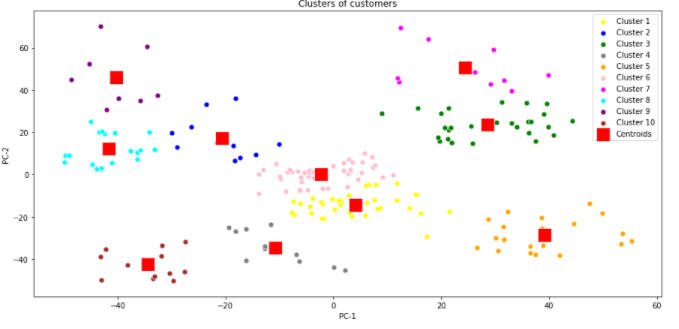 Clusters of customers
Cluster 1
Cluster 2
Cluster 3
Cluster 4
Cluster 5
Cluster 6
Cluster 7
Cluster 8
Cluster 9
Cluster 10
Centroids
PC-2
60
40
20
0
−20
−40
−40
−20
0
20
40
60
PC-1